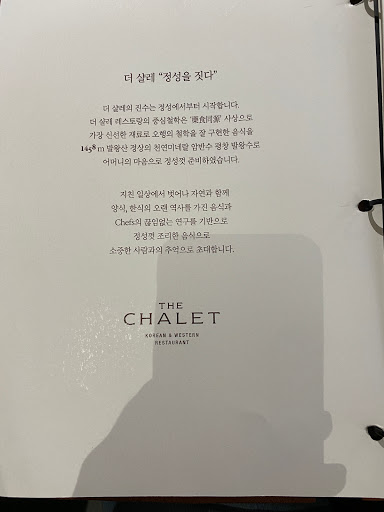 더 샬레 “정성을 짓다”
더 샬레의 진수는 정성에서부터 시작합니다.
더 샬레 레스토랑의 중심철학은 '藥食同源' 사상으로
가장 신선한 재료로 오행의 철학을 잘 구현한 음식을
1458m 발왕산 정상의 천연미네랄 암반수 평창 발왕수로
어머니의 마음으로 정성껏 준비하였습니다.
지친 일상에서 벗어나 자연과 함께
양식, 한식의 오랜 역사를 가진 음식과
Chefs의 끊임없는 연구를 기반으로
정성껏 조리한 음식으로
소중한 사람과의 추억으로 초대합니다.
THE
CHALET
KOREAN & WESTERN
RESTAURANT